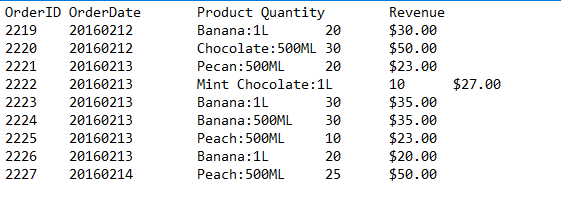 OrderID OrderDate Product Quantity Revenue
2219 20160212 Banana:1L 20 $30.00
2220 20160212 Chocolate:500ML 30 $50.00
2221 20160213 Pecan:500ML 20 $23.00
2222 20160213 Mint Chocolate:1L 10 $27.00
2223 20160213 Banana:1L 30 $35.00
2224 20160213 Banana:500ML 30 $35.00
2225 20160213 Peach:500ML 10 $23.00
2226 20160213 Banana:1L 20 $20.00
2227 20160214 Peach:500ML 25 $50.00